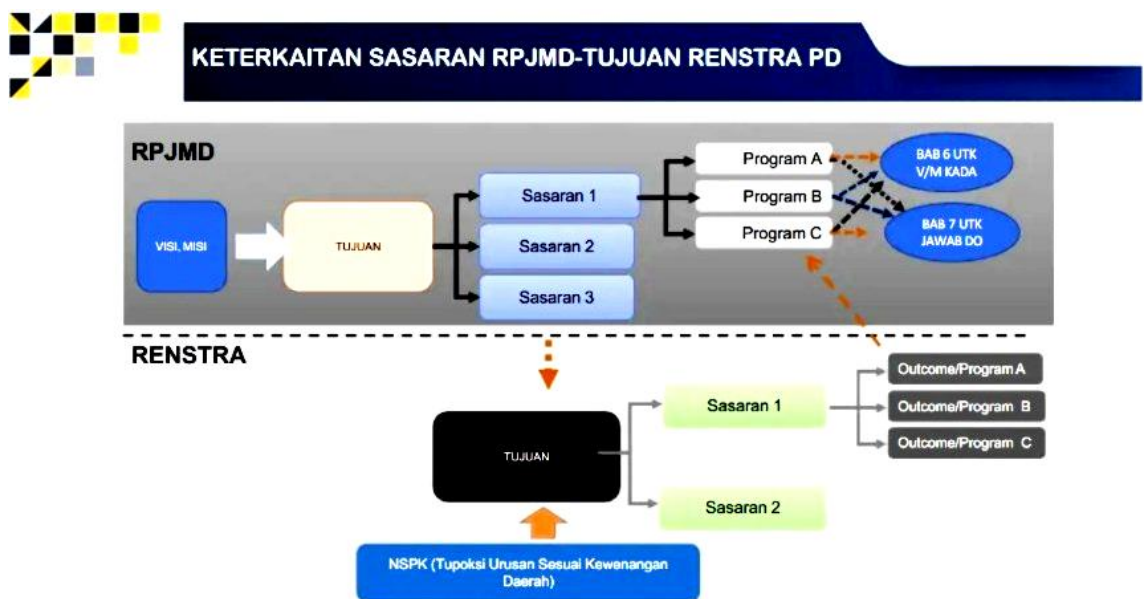 KETERKAITAN SASARAN RPJMD-TUJUAN RENSTRA PD
RPJMD
VISI, MISI
TUJUAN
Sasaran 1
Sasaran 2
Sasaran 3
Program A
Program B
Program C
BAB 6 UTK
V/M KADA
BAB 7 UTK
JAWAB DO
RENSTRA
TUJUAN
Sasaran 1
Sasaran 2
Outcome/Program A
Outcome/Program B
Outcome/Program C
NSPK (Tupoksi Urusan Sesuai Kewenangan
Daerah)